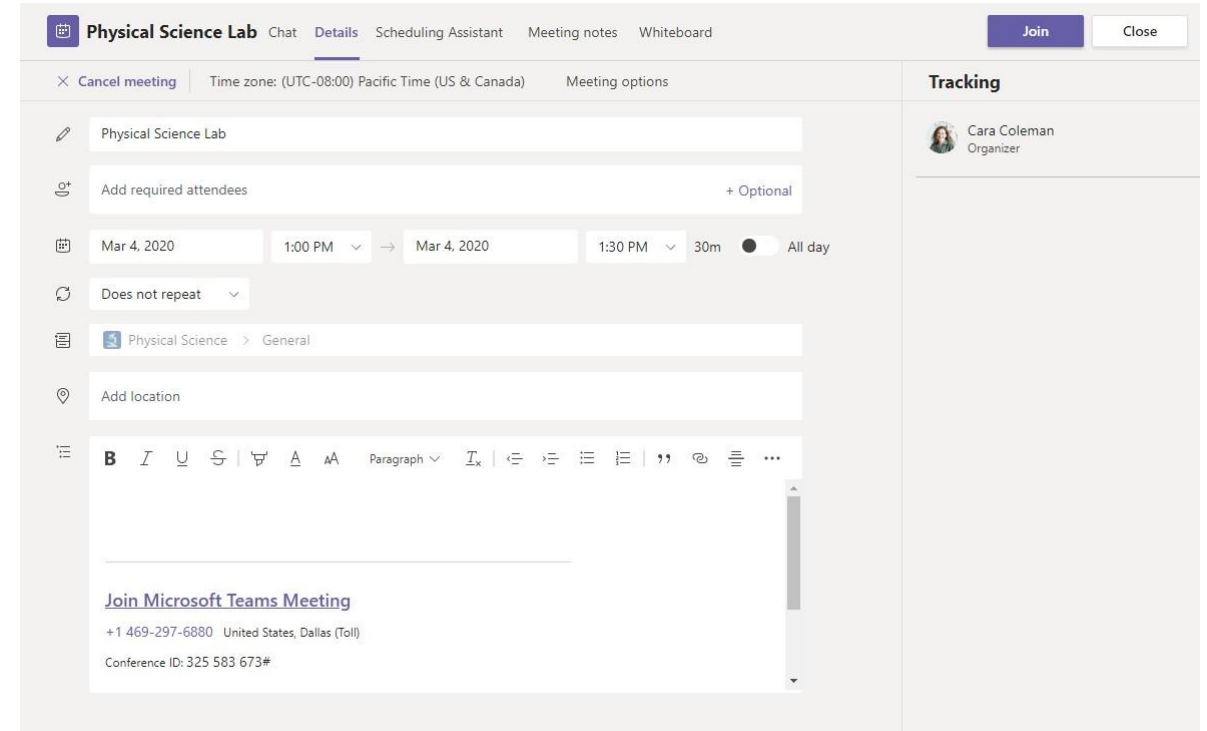 Physical Science Lab Chat Details Scheduling Assistant Meeting notes Whiteboard Join Close
Cancel meeting Time zone: (UTC-08:00) Pacific Time (US & Canada) Meeting options
Tracking
Physical Science Lab
Cara Coleman
Organizer
Add required attendees + Optional
Mar 4, 2020 1:00 PM → Mar 4, 2020 1:30 PM 30m All day
Does not repeat
Physical Science > General
Add location
B I U S A AA Paragraph Tx
Join Microsoft Teams Meeting
+1 469-297-6880 United States, Dallas (Toll)
Conference ID: 325 583 673#